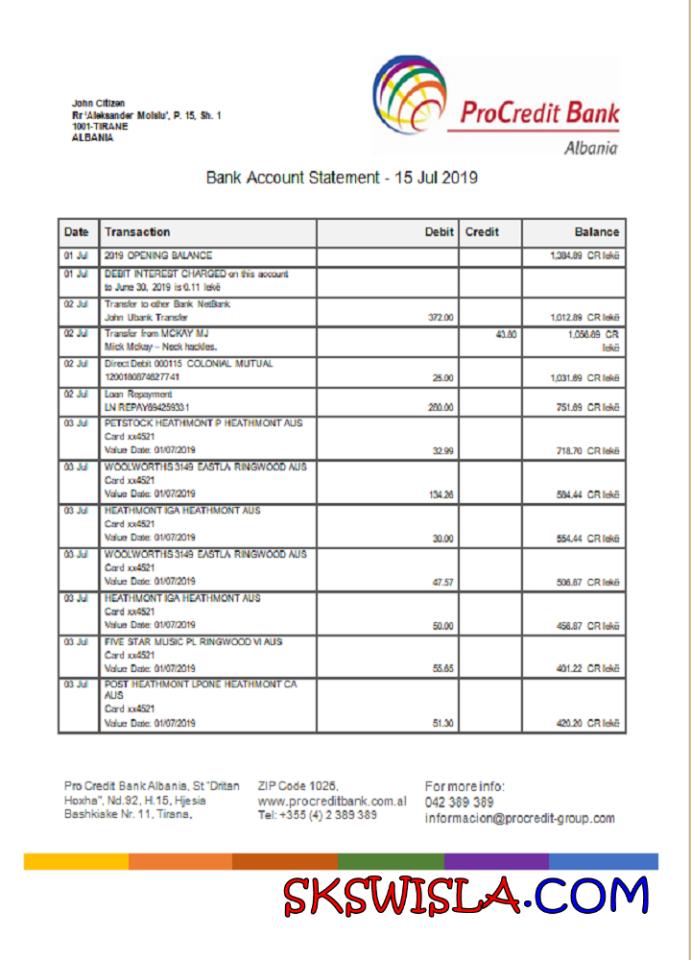 John Citizen
Rr 'Aleksander Moisiu', P. 15, Sh. 1
1001-TIRANE
ALBANIA
ProCredit Bank
Albania
Bank Account Statement - 15 Jul 2019
Date Transaction Debit Credit Balance
01 Jul 2019 OPENING BALANCE 1,384.89 CR lekë
01 Jul DEBIT INTEREST CHARGED on this account
to June 30, 2019 is 0.11 lekë
02 Jul Transfer to other Bank NetBank
John Ubank Transfer 372.00 1,012.89 CR lekë
02 Jul Transfer from MCKAY MJ 43.80 1,056.69 CR
Mick Mckay – Neck hackles. lekë
02 Jul Direct Debit 000115 COLONIAL MUTUAL
1200180874627741 25.00 1,031.69 CR lekë
02 Jul Loan Repayment
LN REPAY694259331 280.00 751.69 CR lekë
03 Jul PETSTOCK HEATHMONT P HEATHMONT AUS
Card xx4521
Value Date: 01/07/2019 32.99 718.70 CR lekë
03 Jul WOOLWORTHS 3149 EASTLA RINGWOOD AUS
Card xx4521
Value Date: 01/07/2019 134.26 584.44 CR lekë
03 Jul HEATHMONT IGA HEATHMONT AUS
Card xx4521
Value Date: 01/07/2019 30.00 554.44 CR lekë
03 Jul WOOLWORTHS 3149 EASTLA RINGWOOD AUS
Card xx4521
Value Date: 01/07/2019 47.57 506.87 CR lekë
03 Jul HEATHMONT IGA HEATHMONT AUS
Card xx4521
Value Date: 01/07/2019 50.00 456.87 CR lekë
03 Jul FIVE STAR MUSIC PL RINGWOOD VI AUS
Card xx4521
Value Date: 01/07/2019 55.65 401.22 CR lekë
03 Jul POST HEATHMONT LPONE HEATHMONT CA
AUS
Card xx4521
Value Date: 01/07/2019 51.30 420.20 CR lekë
Pro Credit Bank Albania, St "Dritan
Hoxha", Nd.92, H.15, Hjesia
Bashkiake Nr. 11, Tirana,
ZIP Code 1026,
www.procreditbank.com.al
Tel: +355 (4) 2 389 389
For more info:
042 389 389
informacion@procredit-group.com
SKSWISLA.COM